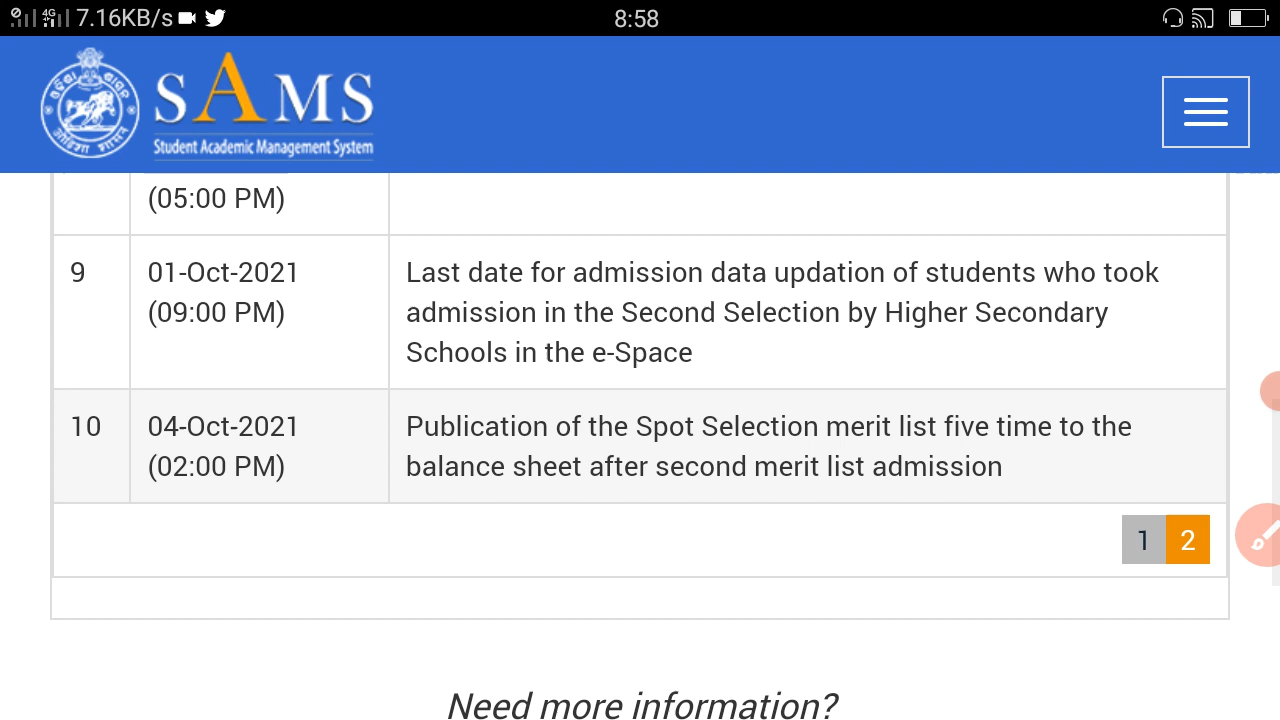 4G 7.16KB/s 8:58
SAMS
Student Academic Management System
(05:00 PM)
9 01-Oct-2021 Last date for admission data updation of students who took
(09:00 PM) admission in the Second Selection by Higher Secondary
Schools in the e-Space
10 04-Oct-2021 Publication of the Spot Selection merit list five time to the
(02:00 PM) balance sheet after second merit list admission
1 2
Need more information?